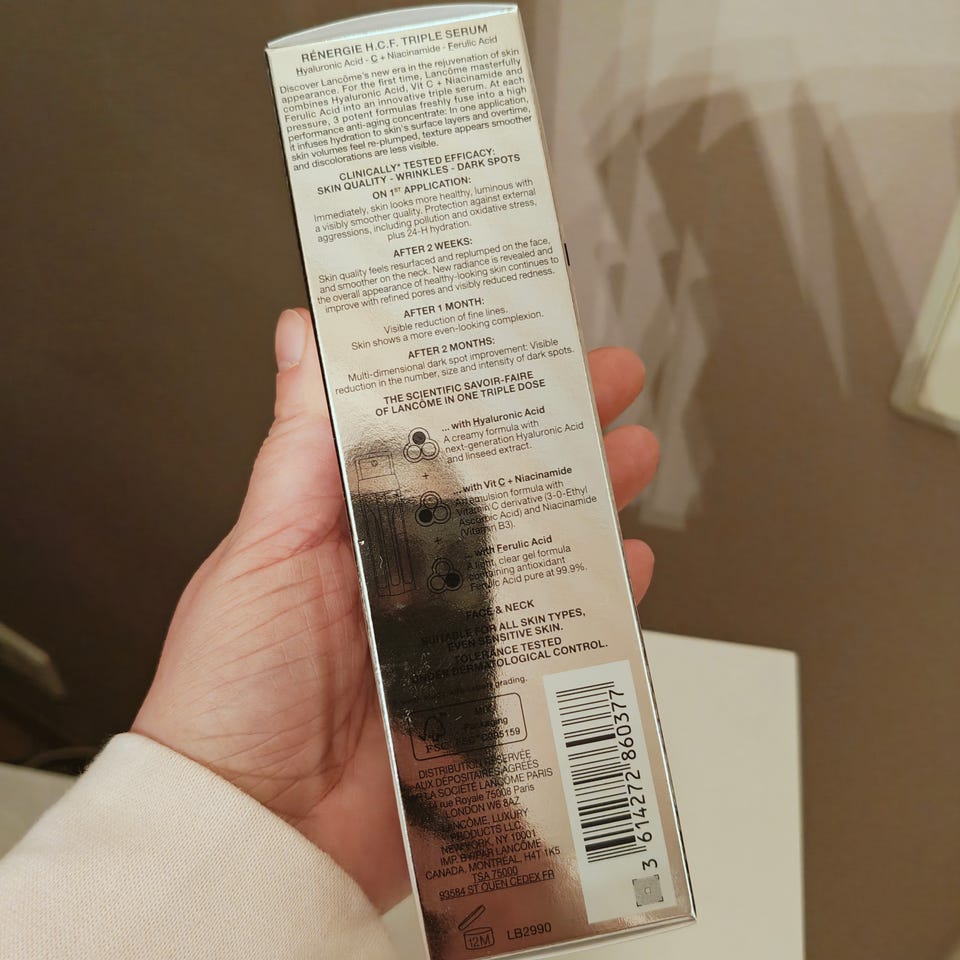 RÉNERGIE H.C.F. TRIPLE SERUM
Hyaluronic Acid - C + Niacinamide - Ferulic Acid
Discover Lancôme's new era in the rejuvenation of skin
appearance. For the first time, Lancôme masterfully
combines Hyaluronic Acid, Vit C + Niacinamide and
Ferulic Acid into an innovative triple serum. At each
pressure, 3 potent formulas freshly fuse into a high
performance anti-aging concentrate: In one application,
it infuses hydration to skin's surface layers and overtime,
skin volumes feel re-plumped, texture appears smoother
and discolorations are less visible.
CLINICALLY* TESTED EFFICACY:
SKIN QUALITY - WRINKLES - DARK SPOTS
ON 1ST APPLICATION:
Immediately, skin looks more healthy, luminous with
a visibly smoother quality. Protection against external
aggressions, including pollution and oxidative stress,
plus 24-H hydration.
AFTER 2 WEEKS:
Skin quality feels resurfaced and replumped on the face,
and smoother on the neck. New radiance is revealed and
the overall appearance of healthy-looking skin continues to
improve with refined pores and visibly reduced redness.
AFTER 1 MONTH:
Visible reduction of fine lines.
Skin shows a more even-looking complexion.
AFTER 2 MONTHS:
Multi-dimensional dark spot improvement: Visible
reduction in the number, size and intensity of dark spots.
THE SCIENTIFIC SAVOIR-FAIRE
OF LANCÔME IN ONE TRIPLE DOSE
... with Hyaluronic Acid
A creamy formula with
next-generation Hyaluronic Acid
and linseed extract.
+
... with Vit C + Niacinamide
An emulsion formula with
Vitamin C derivative (3-0-Ethyl
Ascorbic Acid) and Niacinamide
(Vitamin B3).
+
... with Ferulic Acid
A light, clear gel formula
containing antioxidant
Ferulic Acid pure at 99.9%.
FACE & NECK
SUITABLE FOR ALL SKIN TYPES,
EVEN SENSITIVE SKIN.
TOLERANCE TESTED
UNDER DERMATOLOGICAL CONTROL.
grading.
MIX
Packaging
FSC C005159
DISTRIBUTION RÉSERVÉE
AUX DÉPOSITAIRES AGRÉÉS
DE LA SOCIÉTÉ LANCÔME PARIS
14 rue Royale 75008 Paris
LONDON W6 8AZ
LANCÔME, LUXURY
PRODUCTS LLC,
NEW YORK, NY 10001
IMP. BY/PAR LANCÔME
CANADA, MONTRÉAL, H4T 1K5
TSA 75000
93584 ST OUEN CEDEX FR
12M
LB2990
3 614272 860377